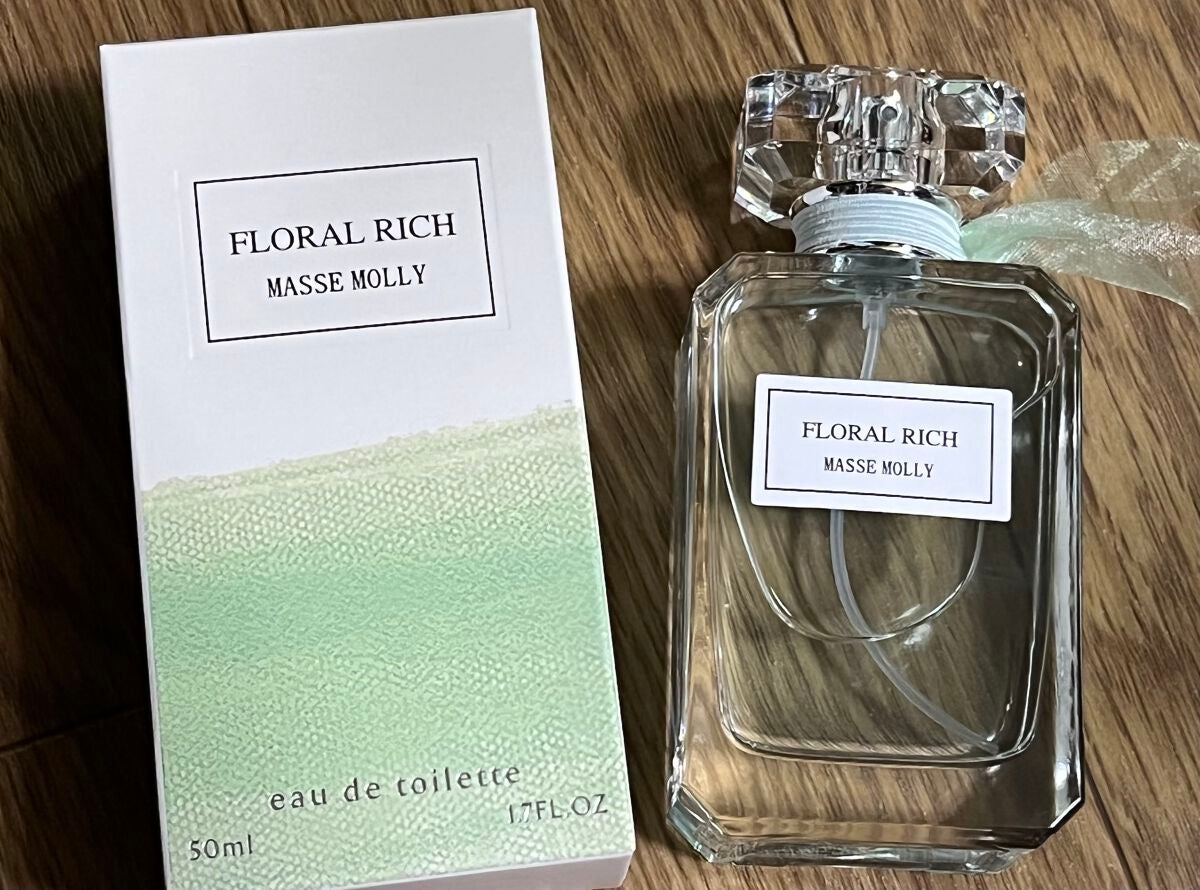 FLORAL RICH
MASSE MOLLY
eau de toilette
1.7FL.OZ
50ml
FLORAL RICH
MASSE MOLLY